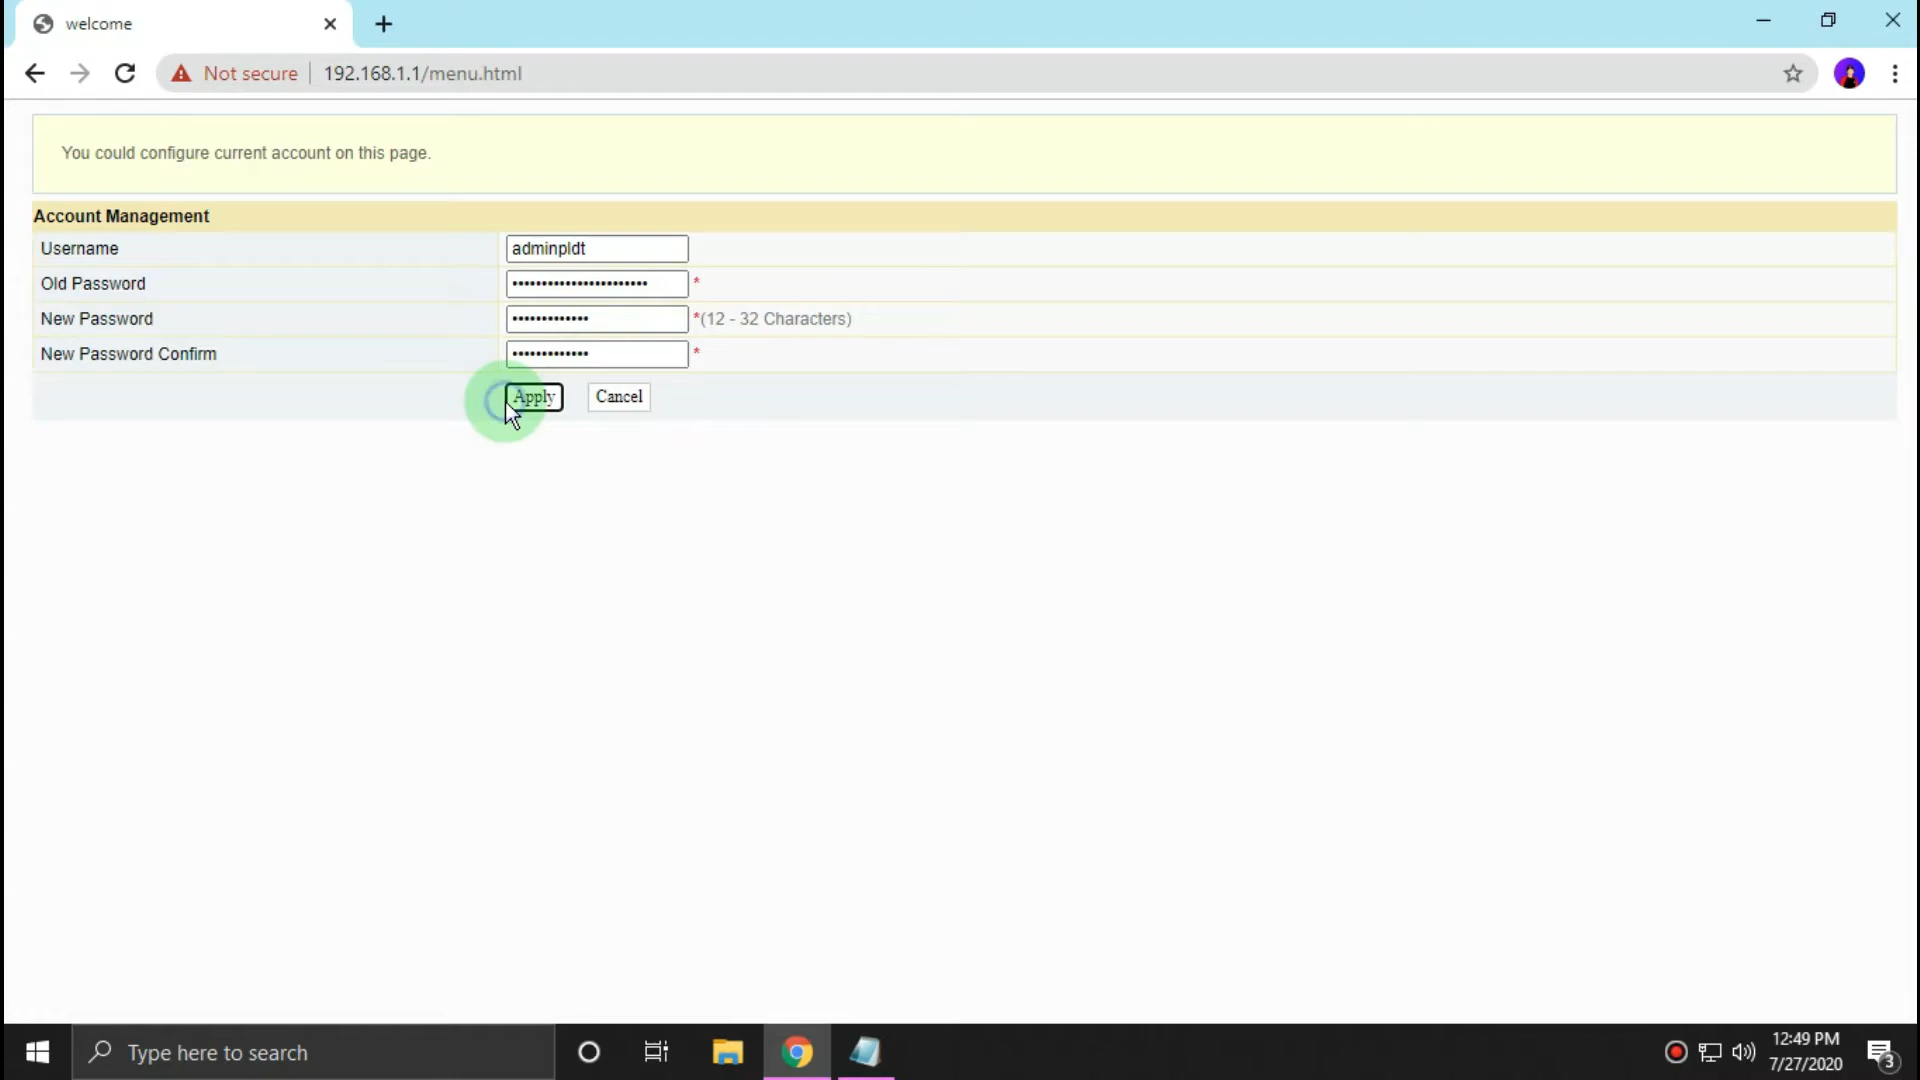 welcome
Not secure
192.168.1.1/menu.html
You could configure current account on this page.
Account Management
Username
adminpldt
Old Password
•••••••••••••••••••••••
*
New Password
•••••••••••••
*(12 - 32 Characters)
New Password Confirm
•••••••••••••
*
Apply
Cancel
Type here to search
12:49 PM
7/27/2020
3